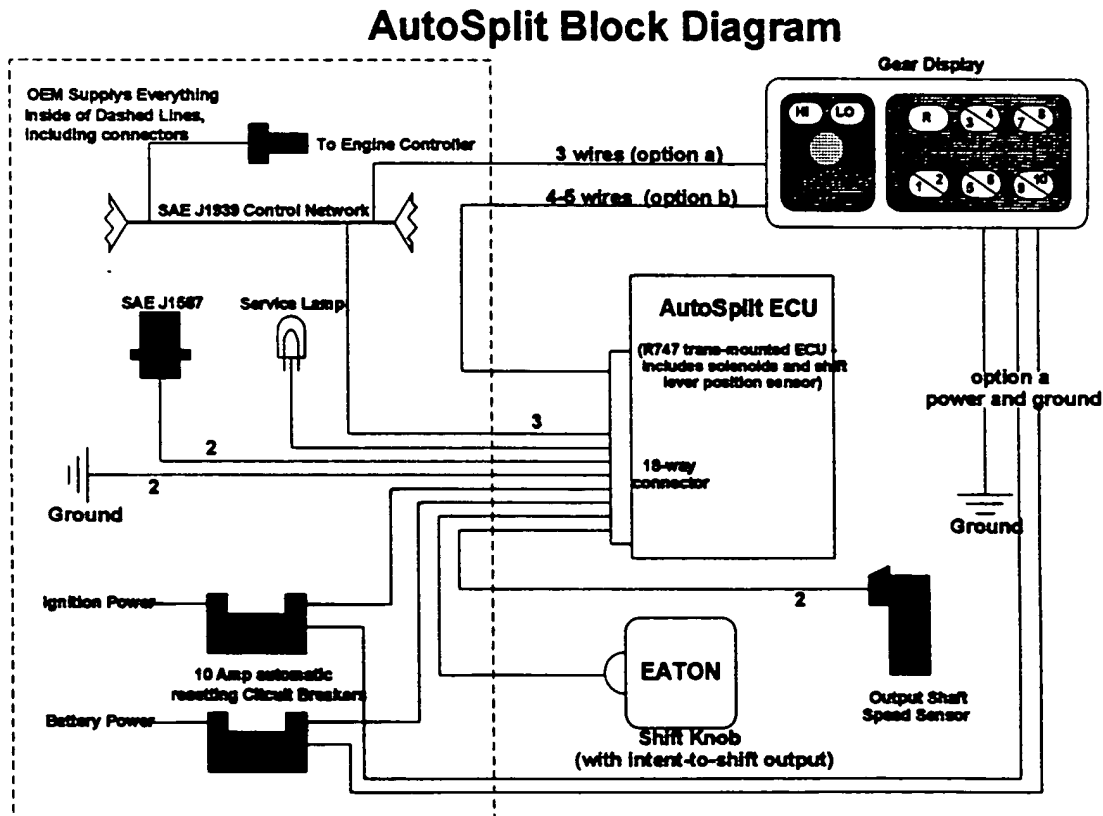 AutoSplit Block Diagram
Gear Display
OEM Supplys Everything
Inside of Dashed Lines,
including connectors
To Engine Controller
HI LO
R 3 4 7 8
1 2 5 6 9 10
3 wires (option a)
4-5 wires (option b)
SAE J1939 Control Network
SAE J1587
Service Lamp
AutoSplit ECU
(R747 trans-mounted ECU -
includes solenoids and shift
lever position sensor)
option a
power and ground
3
2
2
18-way
connector
Ground
Ground
Ignition Power
2
10 Amp automatic
resetting Circuit Breakers
EATON
Battery Power
Output Shaft
Speed Sensor
Shift Knob
(with intent-to-shift output)